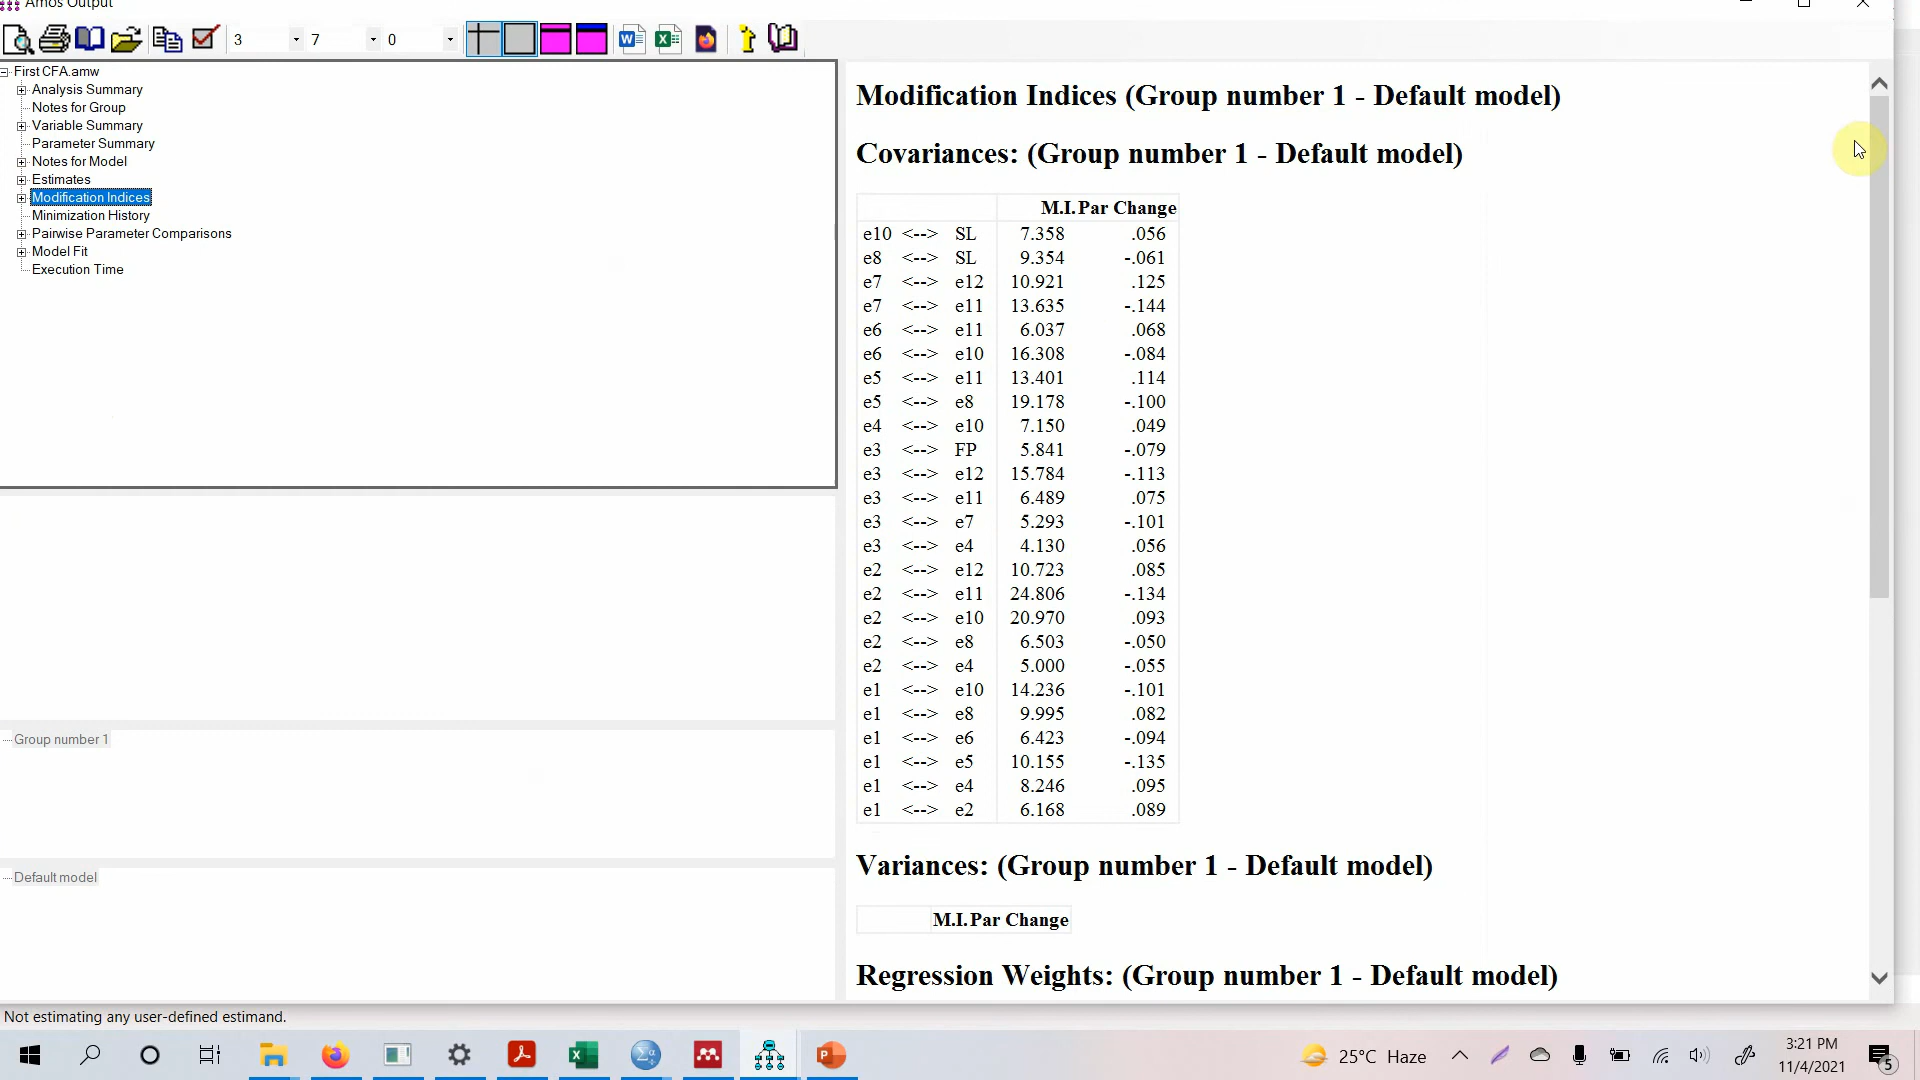 Amos Output
3 7 0
First CFA.amw
Analysis Summary
Notes for Group
Variable Summary
Parameter Summary
Notes for Model
Estimates
Modification Indices
Minimization History
Pairwise Parameter Comparisons
Model Fit
Execution Time
Group number 1
Default model
Modification Indices (Group number 1 - Default model)
Covariances: (Group number 1 - Default model)
M.I. Par Change
e10 <--> SL 7.358 .056
e8 <--> SL 9.354 -.061
e7 <--> e12 10.921 .125
e7 <--> e11 13.635 -.144
e6 <--> e11 6.037 .068
e6 <--> e10 16.308 -.084
e5 <--> e11 13.401 .114
e5 <--> e8 19.178 -.100
e4 <--> e10 7.150 .049
e3 <--> FP 5.841 -.079
e3 <--> e12 15.784 -.113
e3 <--> e11 6.489 .075
e3 <--> e7 5.293 -.101
e3 <--> e4 4.130 .056
e2 <--> e12 10.723 .085
e2 <--> e11 24.806 -.134
e2 <--> e10 20.970 .093
e2 <--> e8 6.503 -.050
e2 <--> e4 5.000 -.055
e1 <--> e10 14.236 -.101
e1 <--> e8 9.995 .082
e1 <--> e6 6.423 -.094
e1 <--> e5 10.155 -.135
e1 <--> e4 8.246 .095
e1 <--> e2 6.168 .089
Variances: (Group number 1 - Default model)
M.I. Par Change
Regression Weights: (Group number 1 - Default model)
Not estimating any user-defined estimand.
25°C Haze
3:21 PM
11/4/2021
5